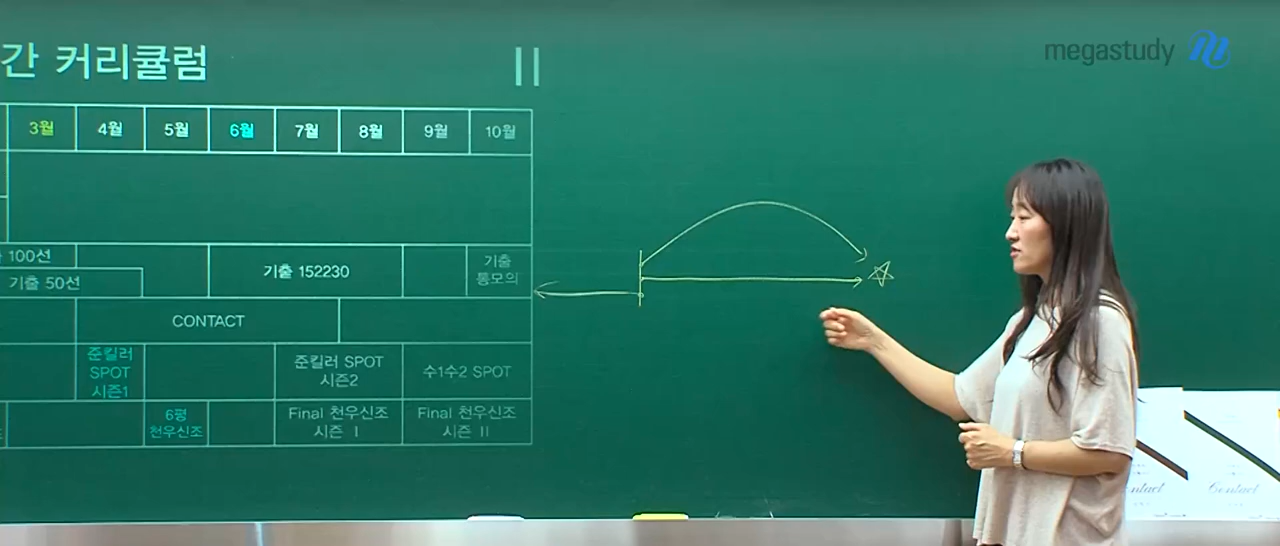 간 커리큘럼
megastudy
3월 4월 5월 6월 7월 8월 9월 10월
100선
기출 50선
기출 152230
기출
통모의
CONTACT
준킬러
SPOT
시즌1
준킬러 SPOT
시즌2
수1수2 SPOT
6평
천우신조
Final 천우신조
시즌 I
Final 천우신조
시즌 II
Contact